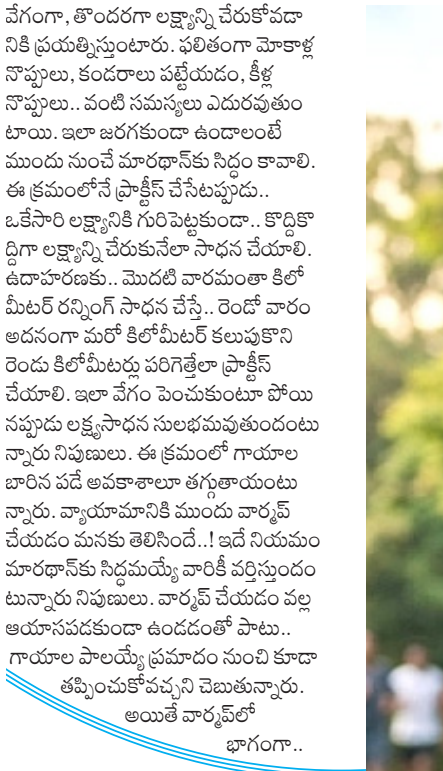 వేగంగా, తొందరగా లక్ష్యాన్ని చేరుకోవడా
నికి ప్రయత్నిస్తుంటారు. ఫలితంగా మోకాళ్ల
నొప్పులు, కండరాలు పట్టేయడం, కీళ్ల
నొప్పులు.. వంటి సమస్యలు ఎదురవుతుం
టాయి. ఇలా జరగకుండా ఉండాలంటే
ముందు నుంచే మారథాన్‌కు సిద్ధం కావాలి.
ఈ క్రమంలోనే ప్రాక్టీస్ చేసేటప్పుడు..
ఒకేసారి లక్ష్యానికి గురిపెట్టకుండా.. కొద్దికొ
ద్దిగా లక్ష్యాన్ని చేరుకునేలా సాధన చేయాలి.
ఉదాహరణకు.. మొదటి వారమంతా కిలో
మీటర్ రన్నింగ్ సాధన చేస్తే.. రెండో వారం
అదనంగా మరో కిలోమీటర్ కలుపుకొని
రెండు కిలోమీటర్లు పరిగెత్తేలా ప్రాక్టీస్
చేయాలి. ఇలా వేగం పెంచుకుంటూ పోయి
నప్పుడు లక్ష్యసాధన సులభమవుతుందంటు
న్నారు నిపుణులు. ఈ క్రమంలో గాయాల
బారిన పడే అవకాశాలూ తగ్గుతాయంటు
న్నారు. వ్యాయామానికి ముందు వార్మప్
చేయడం మనకు తెలిసిందే..! ఇదే నియమం
మారథాన్‌కు సిద్ధమయ్యే వారికీ వర్తిస్తుందం
టున్నారు నిపుణులు. వార్మప్ చేయడం వల్ల
ఆయాసపడకుండా ఉండడంతో పాటు..
గాయాల పాలయ్యే ప్రమాదం నుంచి కూడా
తప్పించుకోవచ్చని చెబుతున్నారు.
అయితే వార్మప్‌లో
భాగంగా..